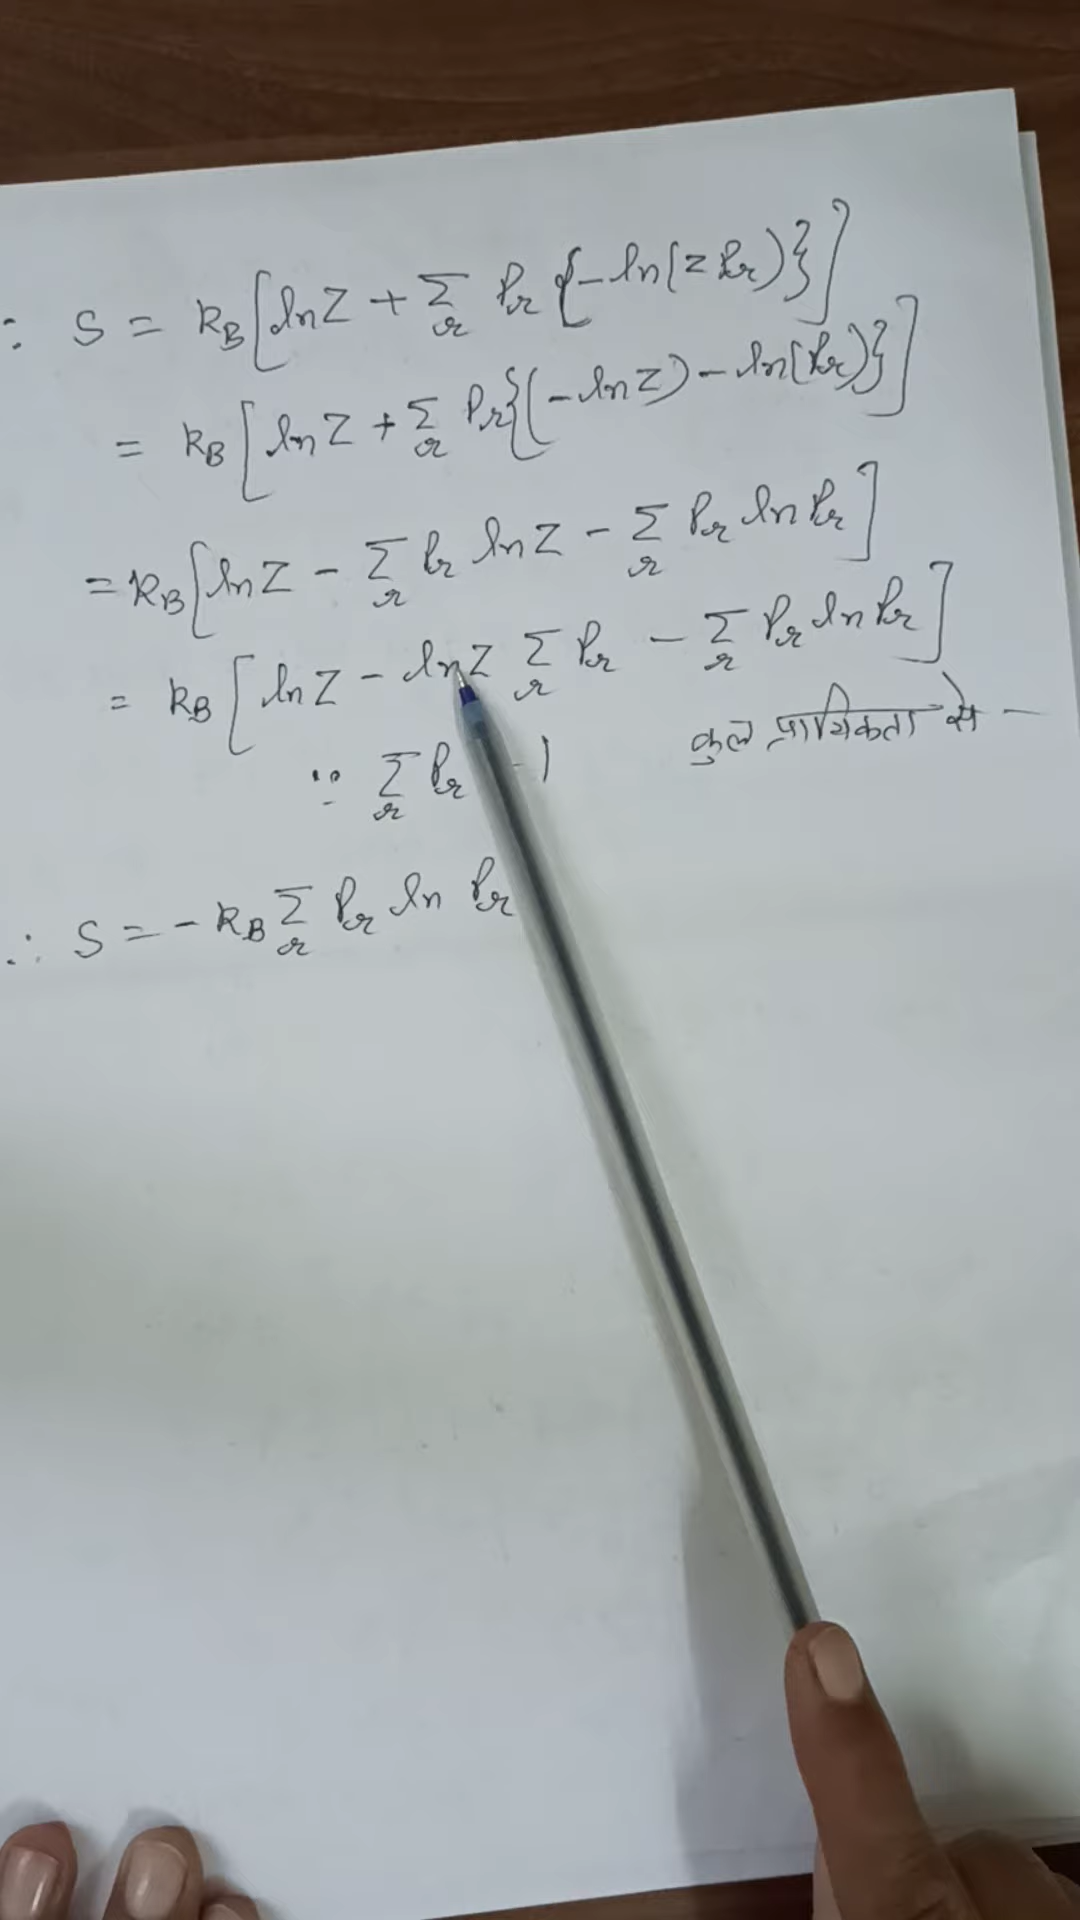 ∴ S = k_B [ln Z + Σ_r P_r {-ln(Z P_r)}]
= k_B [ln Z + Σ_r P_r {(-ln Z) - ln(P_r)}]
= k_B [ln Z - Σ_r P_r ln Z - Σ_r P_r ln P_r]
= k_B [ln Z - ln Z Σ_r P_r - Σ_r P_r ln P_r]
कुल प्रायिकता से -
∵ Σ_r P_r = 1
∴ S = - k_B Σ_r P_r ln P_r